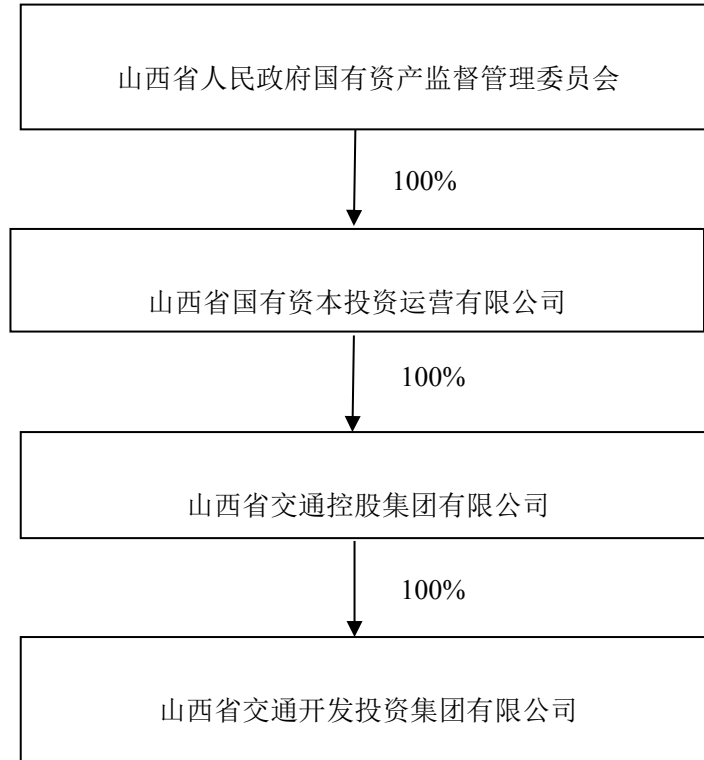 山西省人民政府国有资产监督管理委员会
100%
山西省国有资本投资运营有限公司
100%
山西省交通控股集团有限公司
100%
山西省交通开发投资集团有限公司